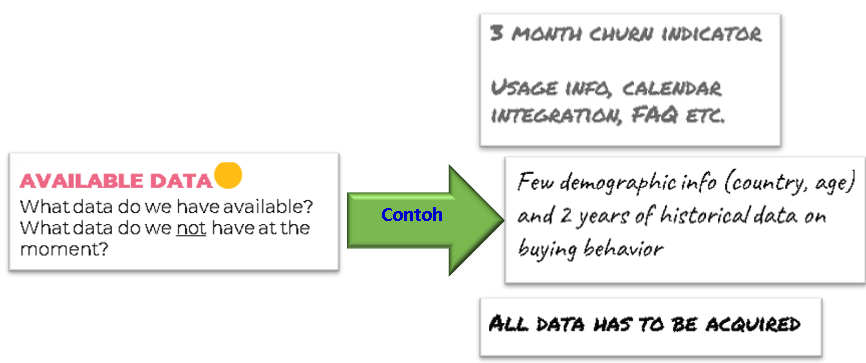 AVAILABLE DATA
What data do we have available?
What data do we not have at the
moment?
Contoh
3 MONTH CHURN INDICATOR
USAGE INFO, CALENDAR
INTEGRATION, FAQ ETC.
Few demographic info (country, age)
and 2 years of historical data on
buying behavior
ALL DATA HAS TO BE ACQUIRED